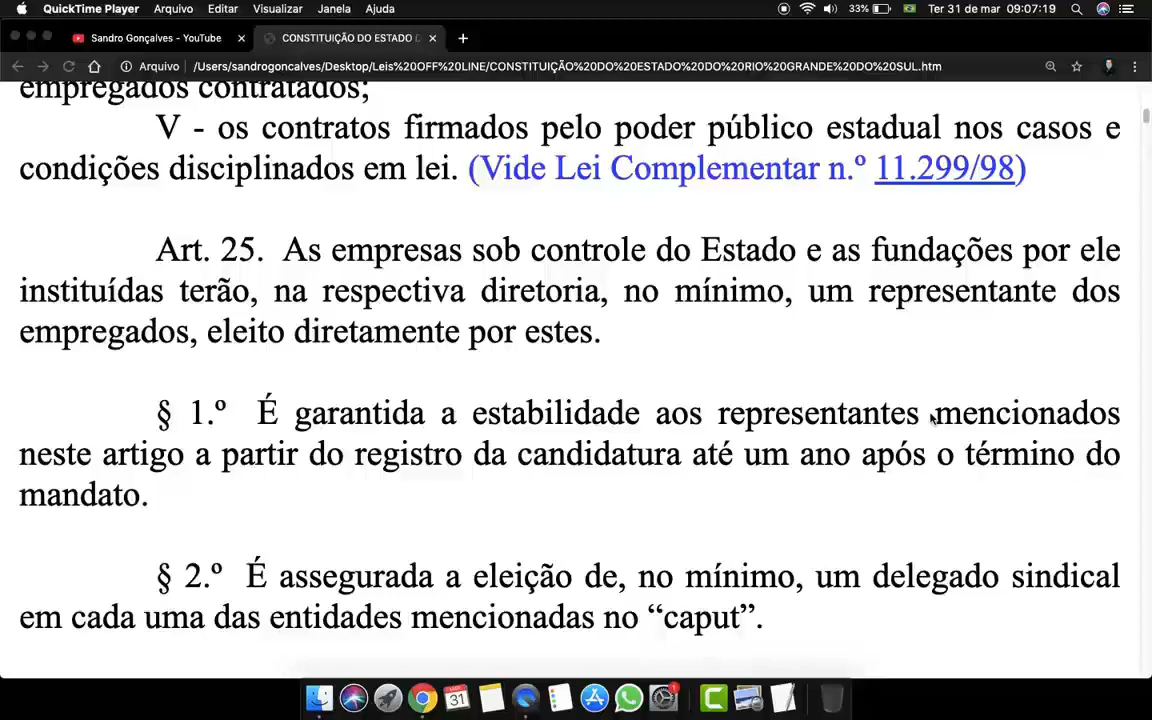 QuickTime Player Arquivo Editar Visualizar Janela Ajuda 33% Ter 31 de mar 09:07:19
Sandro Gonçalves - YouTube CONSTITUIÇÃO DO ESTADO D
Arquivo /Users/sandrogoncalves/Desktop/Leis%20OFF%20LINE/CONSTITUIÇÃO%20DO%20ESTADO%20DO%20RIO%20GRANDE%20DO%20SUL.htm
empregados contratados;
V - os contratos firmados pelo poder público estadual nos casos e
condições disciplinados em lei. (Vide Lei Complementar n.º 11.299/98)
Art. 25. As empresas sob controle do Estado e as fundações por ele
instituídas terão, na respectiva diretoria, no mínimo, um representante dos
empregados, eleito diretamente por estes.
§ 1.º É garantida a estabilidade aos representantes mencionados
neste artigo a partir do registro da candidatura até um ano após o término do
mandato.
§ 2.º É assegurada a eleição de, no mínimo, um delegado sindical
em cada uma das entidades mencionadas no “caput”.
31
1